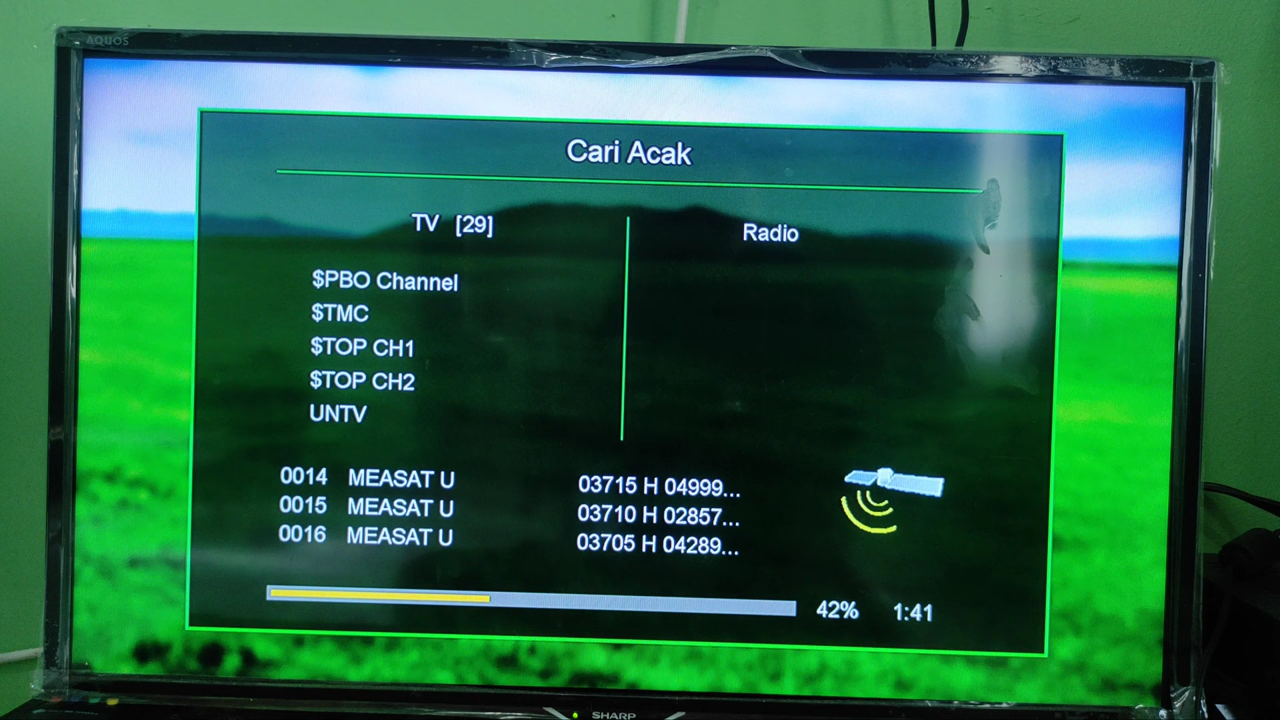 AQUOS
Cari Acak
TV [29]
Radio
$PBO Channel
$TMC
$TOP CH1
$TOP CH2
UNTV
0014 MEASAT U 03715 H 04999...
0015 MEASAT U 03710 H 02857...
0016 MEASAT U 03705 H 04289...
42% 1:41
SHARP